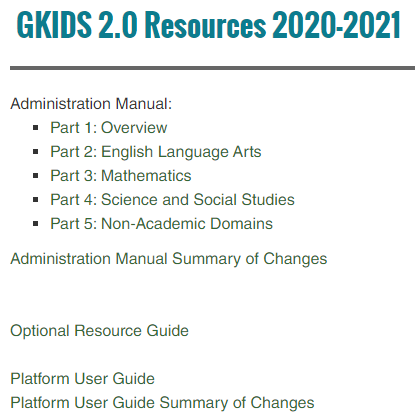 GKIDS 2.0 Resources 2020-2021
Administration Manual:
▪ Part 1: Overview
▪ Part 2: English Language Arts
▪ Part 3: Mathematics
▪ Part 4: Science and Social Studies
▪ Part 5: Non-Academic Domains
Administration Manual Summary of Changes
Optional Resource Guide
Platform User Guide
Platform User Guide Summary of Changes